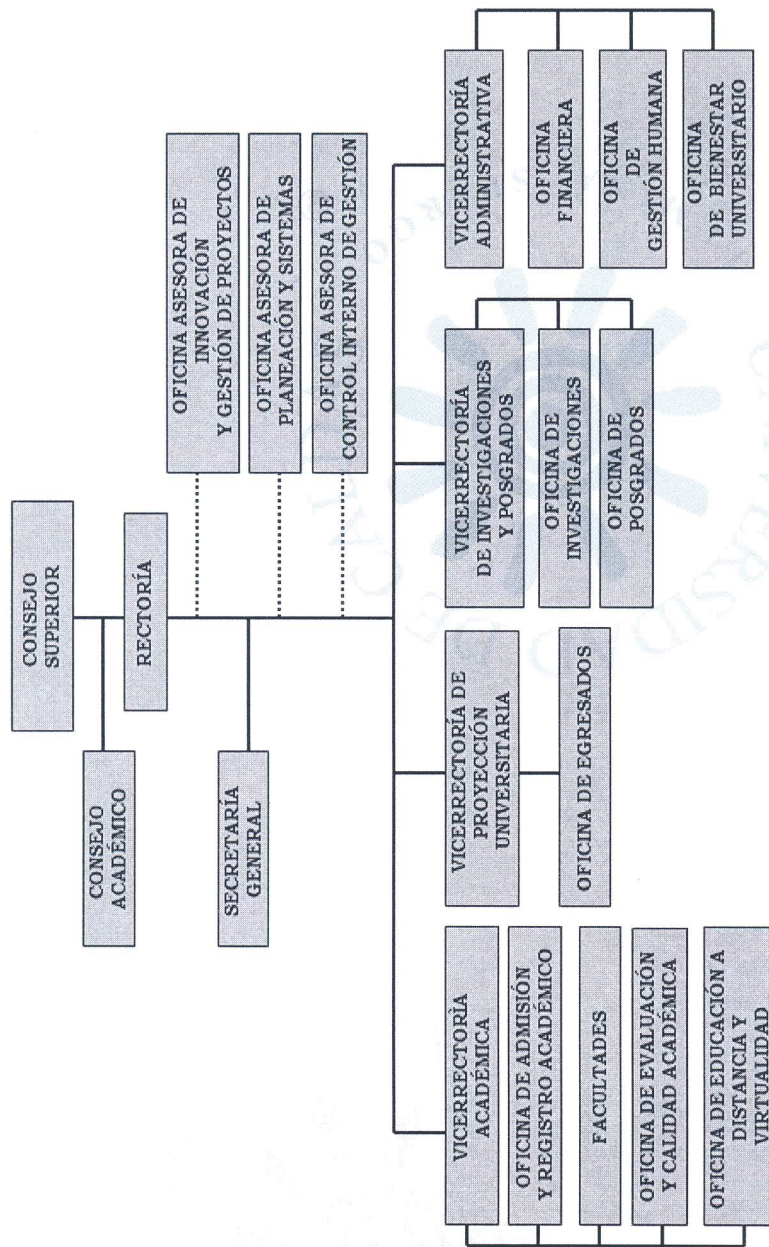 CONSEJO
SUPERIOR
CONSEJO
ACADÉMICO
RECTORÍA
SECRETARÍA
GENERAL
OFICINA ASESORA DE
INNOVACIÓN
Y GESTIÓN DE PROYECTOS
OFICINA ASESORA DE
PLANEACIÓN Y SISTEMAS
OFICINA ASESORA DE
CONTROL INTERNO DE GESTIÓN
VICERRECTORÍA
ACADÉMICA
OFICINA DE ADMISIÓN
Y REGISTRO ACADÉMICO
FACULTADES
OFICINA DE EVALUACIÓN
Y CALIDAD ACADÉMICA
OFICINA DE EDUCACIÓN A
DISTANCIA Y
VIRTUALIDAD
VICERRECTORÍA DE
PROYECCIÓN
UNIVERSITARIA
OFICINA DE EGRESADOS
VICERRECTORÍA
DE INVESTIGACIONES
Y POSGRADOS
OFICINA DE
INVESTIGACIONES
OFICINA DE
POSGRADOS
VICERRECTORÍA
ADMINISTRATIVA
OFICINA
FINANCIERA
OFICINA
DE
GESTIÓN HUMANA
OFICINA
DE BIENESTAR
UNIVERSITARIO